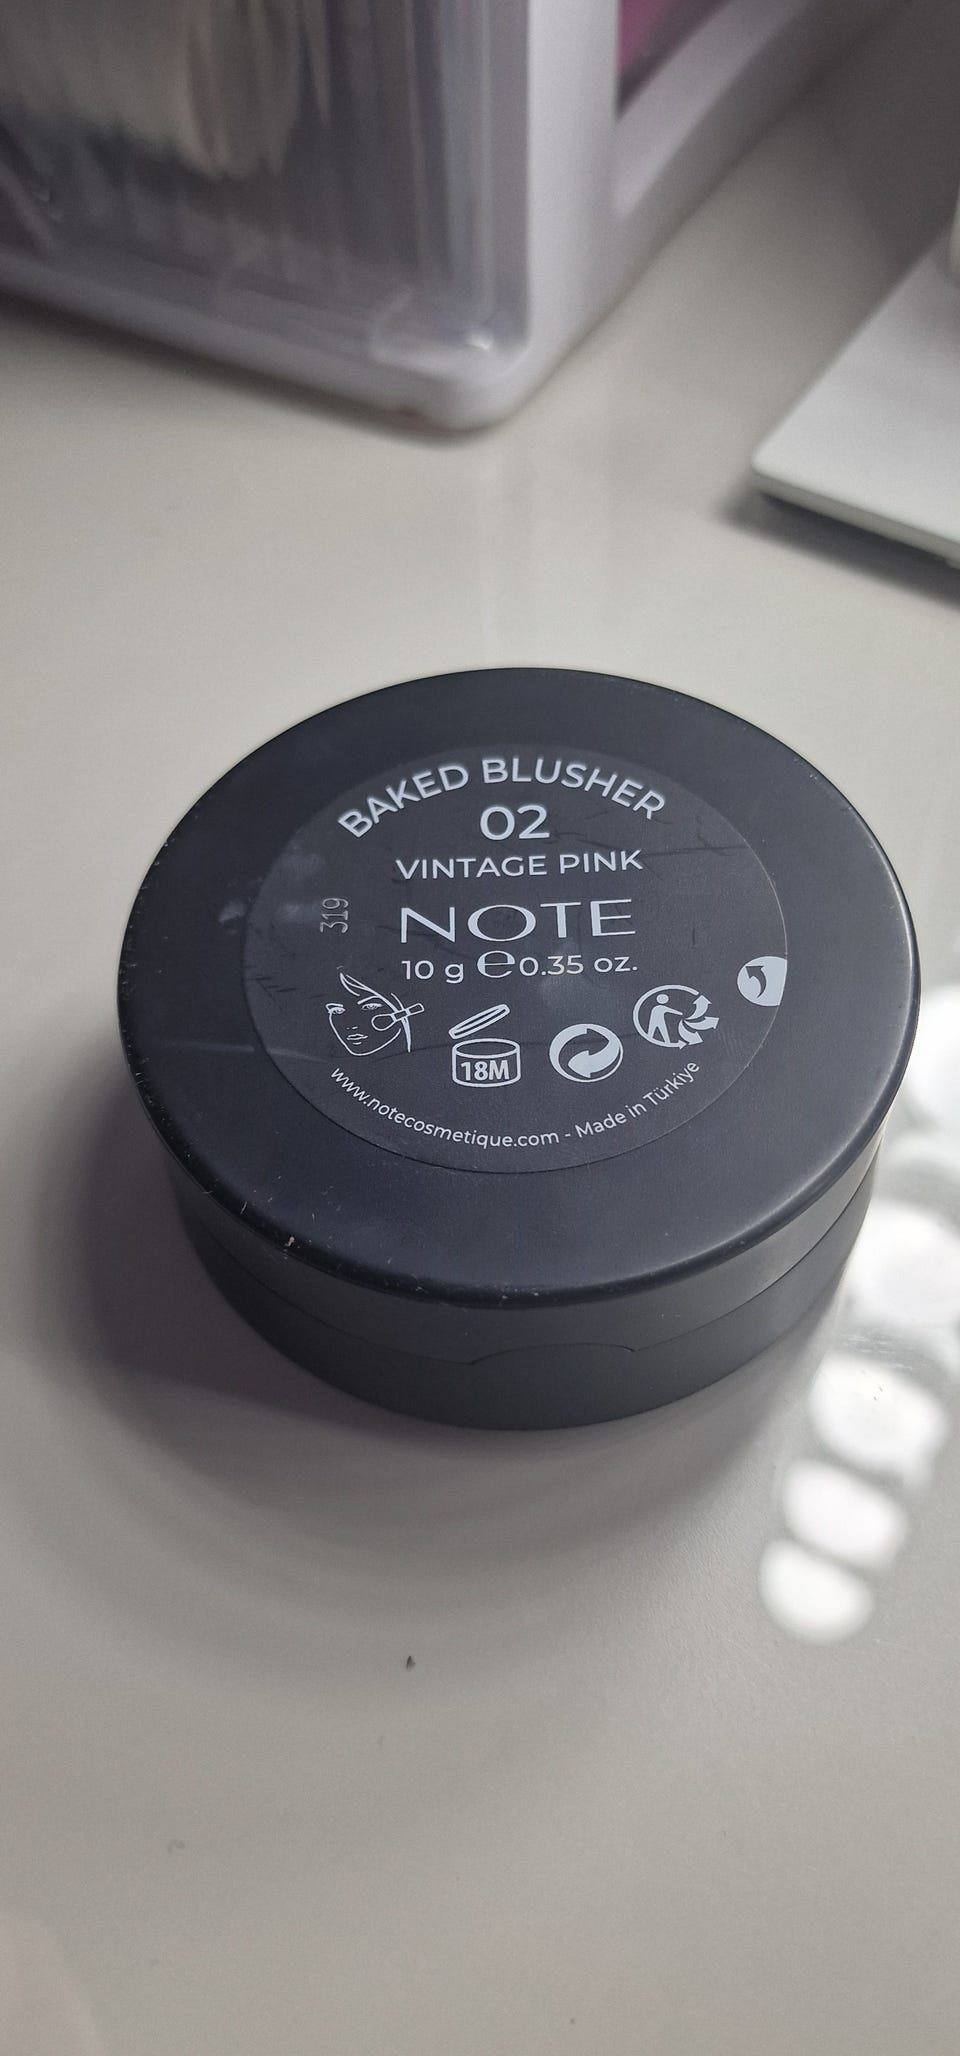 BAKED BLUSHER
02
VINTAGE PINK
319
NOTE
10 g ℮0.35 oz.
18M
www.notecosmetique.com - Made in Türkiye